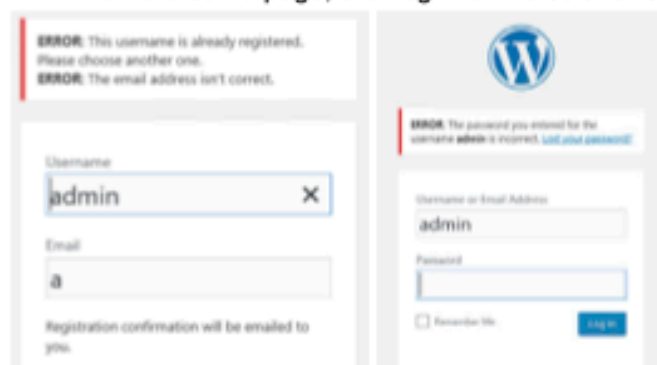 ERROR: This username is already registered.
Please choose another one.
ERROR: The email address isn't correct.
Username
admin
Email
a
Registration confirmation will be emailed to
you.
ERROR: The password you entered for the
username admin is incorrect. Lost your password?
Username or Email Address
admin
Password
Remember Me
Log In